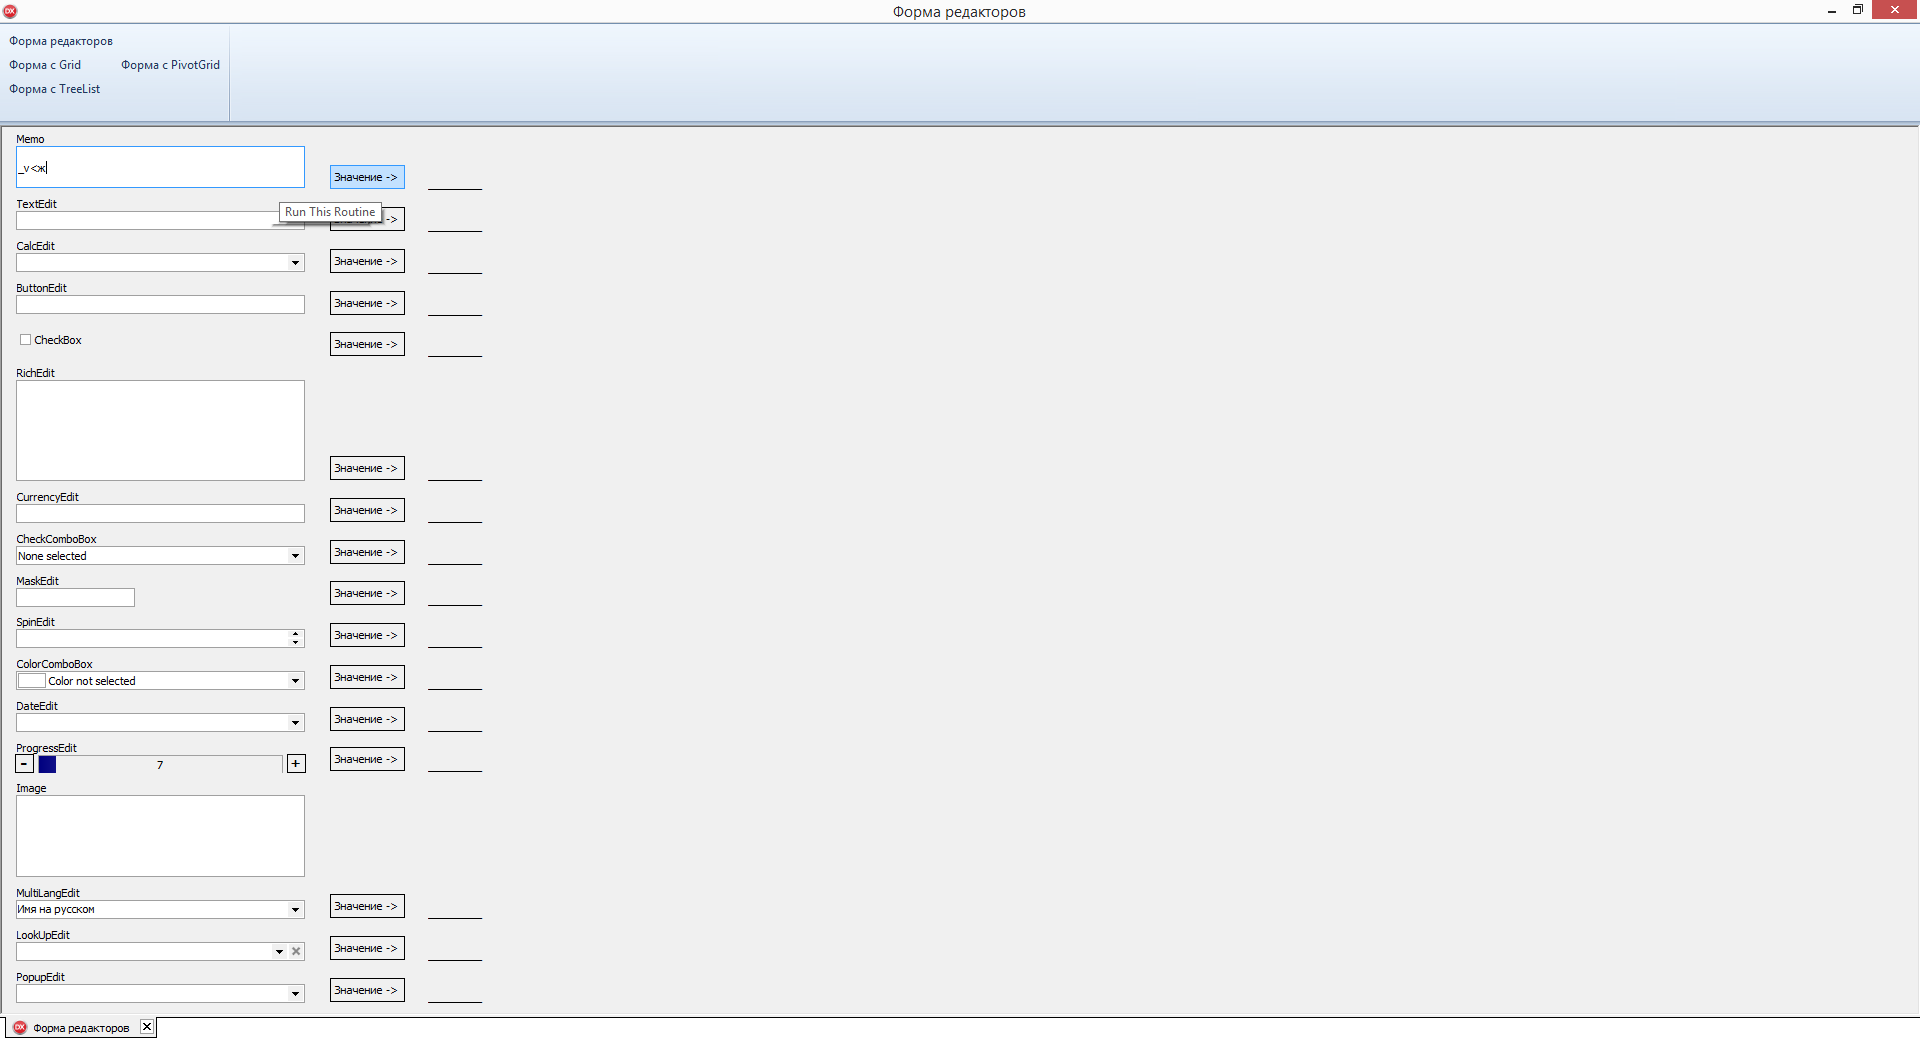 Форма редакторов
Форма редакторов
Форма с Grid Форма с PivotGrid
Форма с TreeList
Memo
_v<ж
Значение ->
TextEdit
Run This Routine
->
CalcEdit
Значение ->
ButtonEdit
Значение ->
CheckBox
Значение ->
RichEdit
Значение ->
CurrencyEdit
Значение ->
CheckComboBox
None selected
Значение ->
MaskEdit
Значение ->
SpinEdit
Значение ->
ColorComboBox
Color not selected
Значение ->
DateEdit
Значение ->
ProgressEdit
- 7 +
Значение ->
Image
MultiLangEdit
Имя на русском
Значение ->
LookUpEdit
Значение ->
PopupEdit
Значение ->
DX Форма редакторов